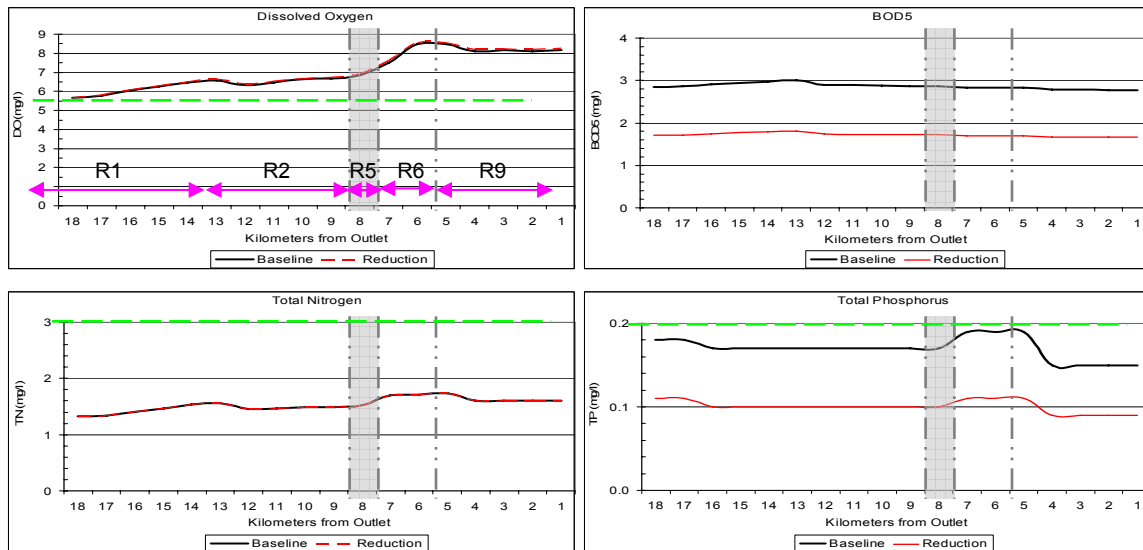 Dissolved Oxygen
9
8
7
6
5
4
3
2
1
0
DO(mg/l)
R1 R2 R5 R6 R9
18 17 16 15 14 13 12 11 10 9 8 7 6 5 4 3 2 1
Kilometers from Outlet
Baseline Reduction
BOD5
4
3
2
1
0
BOD5 (mg/l)
18 17 16 15 14 13 12 11 10 9 8 7 6 5 4 3 2 1
Kilometers from Outlet
Baseline Reduction
Total Nitrogen
3
2
1
0
TN (mg/l)
18 17 16 15 14 13 12 11 10 9 8 7 6 5 4 3 2 1
Kilometers from Outlet
Baseline Reduction
Total Phosphorus
0.2
0.1
0.0
TP (mg/l)
18 17 16 15 14 13 12 11 10 9 8 7 6 5 4 3 2 1
Kilometers from Outlet
Baseline Reduction